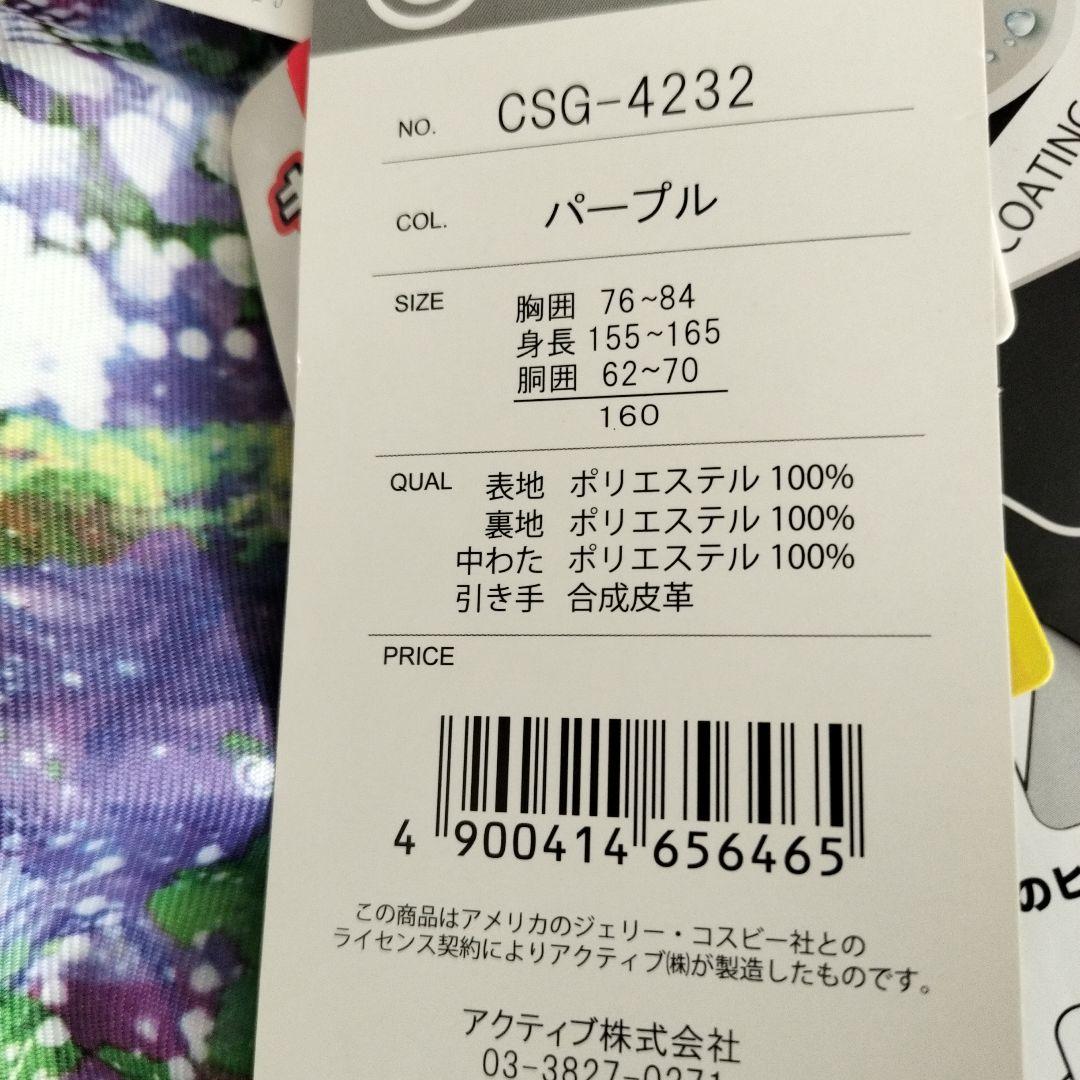 NO. CSG-4232
COL. パープル
SIZE 胸囲 76~84
身長 155~165
胴囲 62~70
160
QUAL 表地 ポリエステル 100%
裏地 ポリエステル 100%
中わた ポリエステル 100%
引き手 合成皮革
PRICE
4 900414 656465
この商品はアメリカのジェリー・コスビー社との
ライセンス契約によりアクティブ㈱が製造したものです。
アクティブ株式会社
03-3827-0271
COATING
のヒ